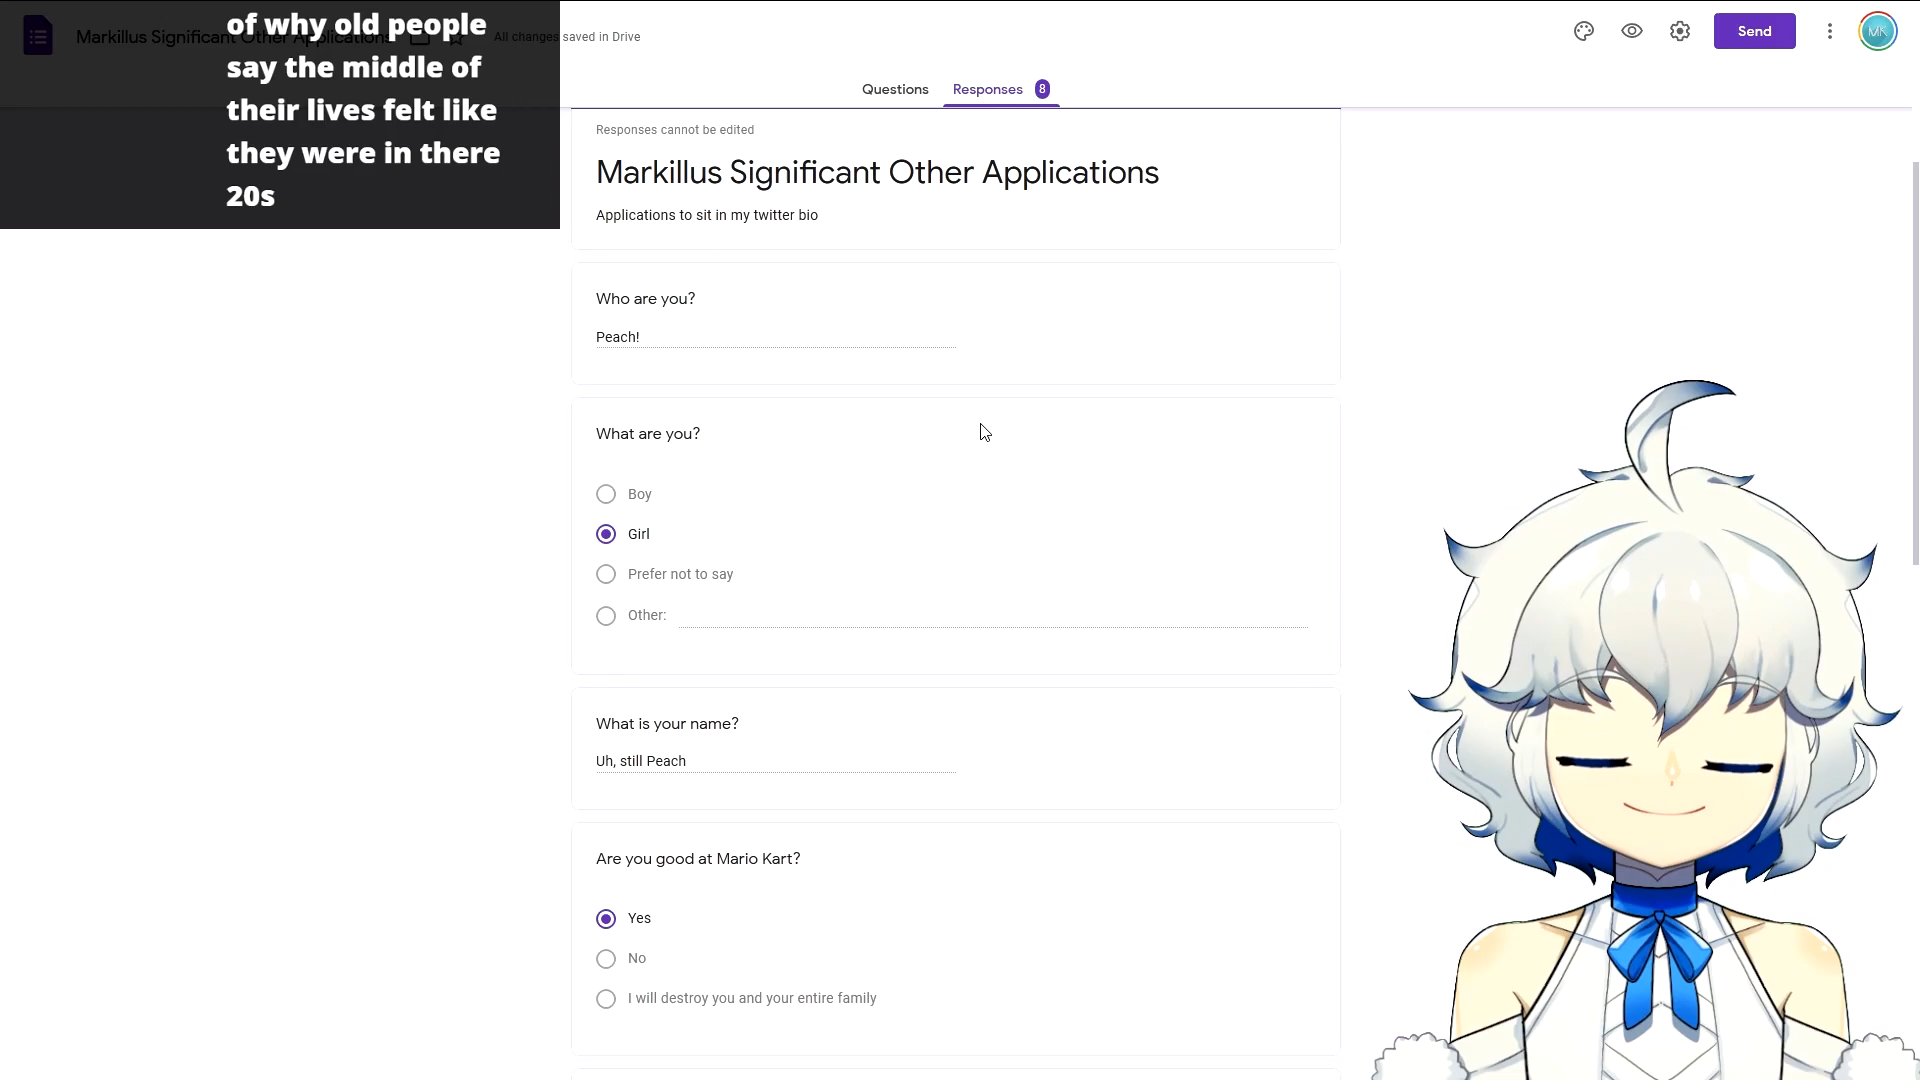 of why old people
say the middle of
their lives felt like
they were in there
20s
Markillus Significant Other Applications
All changes saved in Drive
Send
MK
Questions
Responses 8
Responses cannot be edited
Markillus Significant Other Applications
Applications to sit in my twitter bio
Who are you?
Peach!
What are you?
Boy
Girl
Prefer not to say
Other:
What is your name?
Uh, still Peach
Are you good at Mario Kart?
Yes
No
I will destroy you and your entire family